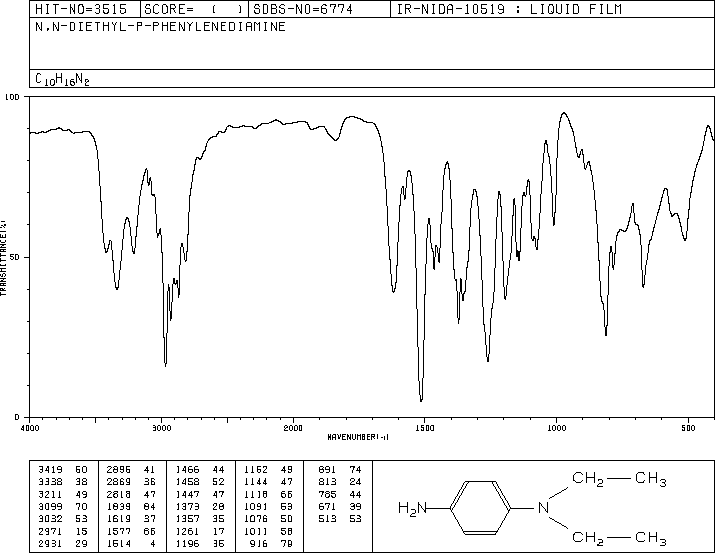 HIT-NO=3515 SCORE= ( ) SDBS-NO=6774 IR-NIDA-10519 : LIQUID FILM
N,N-DIETHYL-P-PHENYLENEDIAMINE
C10H16N2
100
50
0
TRANSMITTANCE(%)
4000 3000 2000 1500 1000 500
WAVENUMBER(-1)
3419 50 2895 41 1466 44 1162 49 891 74
3338 38 2869 36 1458 52 1144 47 813 24
3211 49 2818 47 1447 47 1118 66 785 44
3099 70 1839 84 1373 28 1091 53 671 39
3032 53 1619 37 1357 35 1076 50 513 53
2971 15 1577 66 1261 17 1011 58
2931 29 1514 4 1196 35 916 79
CH2 CH3
H2N N
CH2 CH3